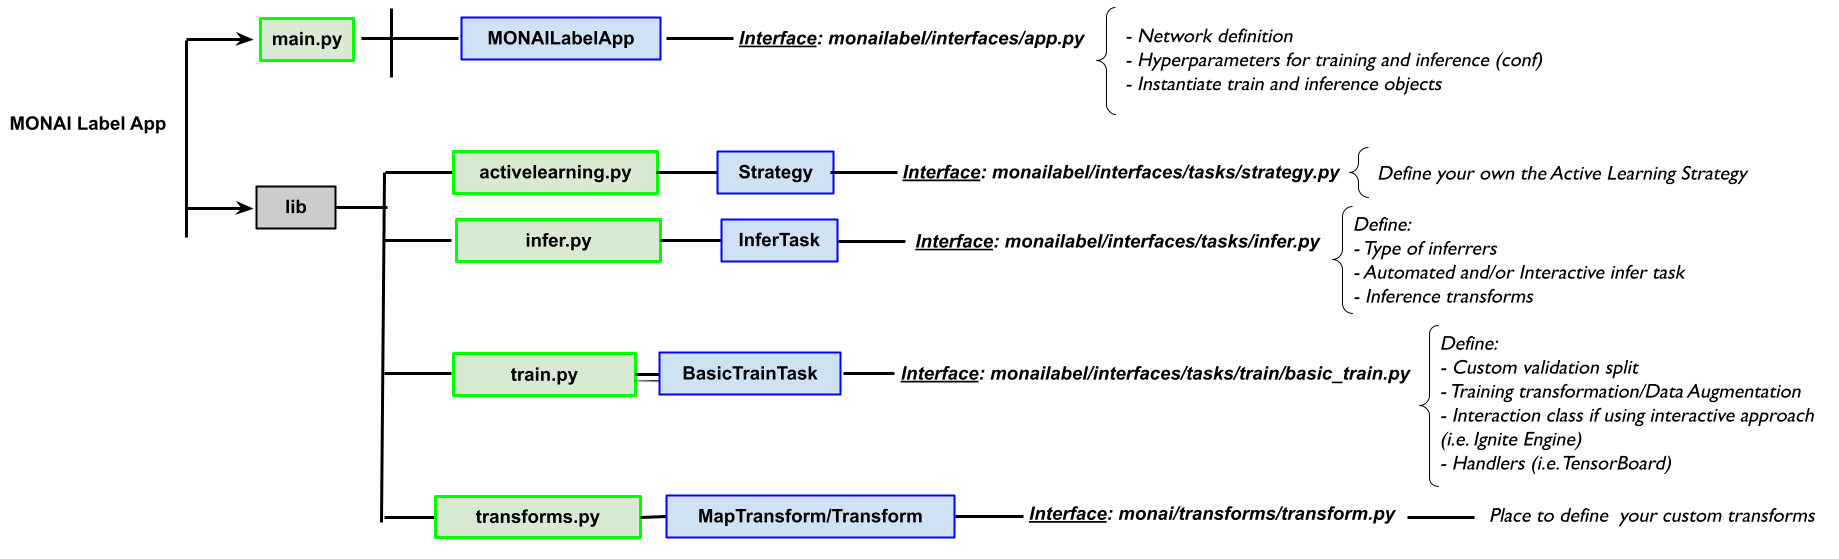 main.py
MONAILabelApp
Interface: monailabel/interfaces/app.py
- Network definition
- Hyperparameters for training and inference (conf)
- Instantiate train and inference objects
MONAI Label App
lib
activelearning.py
Strategy
Interface: monailabel/interfaces/tasks/strategy.py
Define your own the Active Learning Strategy
infer.py
InferTask
Interface: monailabel/interfaces/tasks/infer.py
Define:
- Type of inferrers
- Automated and/or Interactive infer task
- Inference transforms
train.py
BasicTrainTask
Interface: monailabel/interfaces/tasks/train/basic_train.py
Define:
- Custom validation split
- Training transformation/Data Augmentation
- Interaction class if using interactive approach
(i.e. Ignite Engine)
- Handlers (i.e. TensorBoard)
transforms.py
MapTransform/Transform
Interface: monai/transforms/transform.py
Place to define your custom transforms